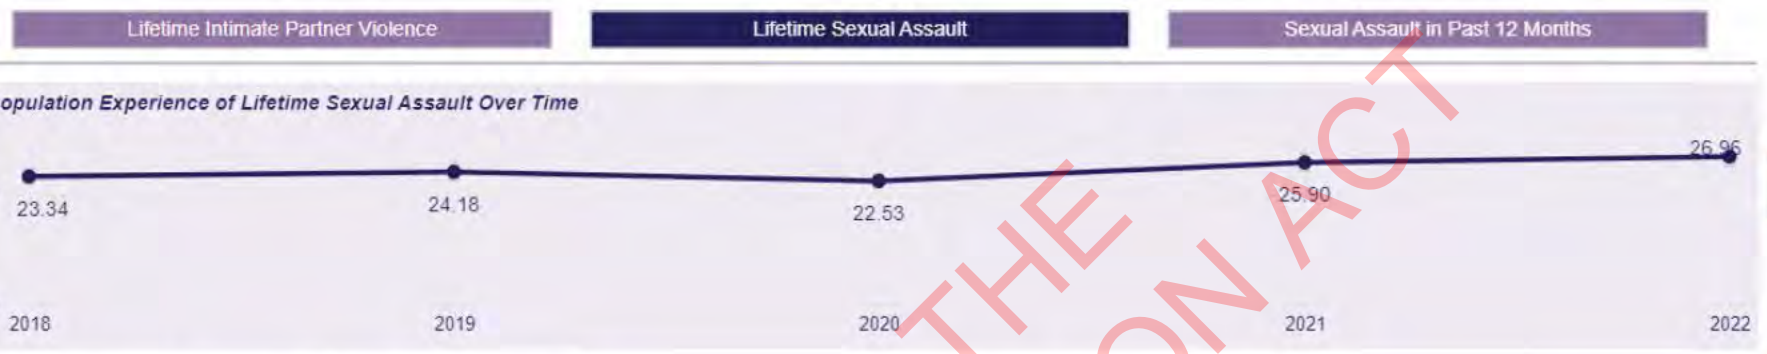 Lifetime Intimate Partner Violence
Lifetime Sexual Assault
Sexual Assault in Past 12 Months
opulation Experience of Lifetime Sexual Assault Over Time
23.34
24.18
22.53
25.90
26.96
2018
2019
2020
2021
2022
THE
ON ACT